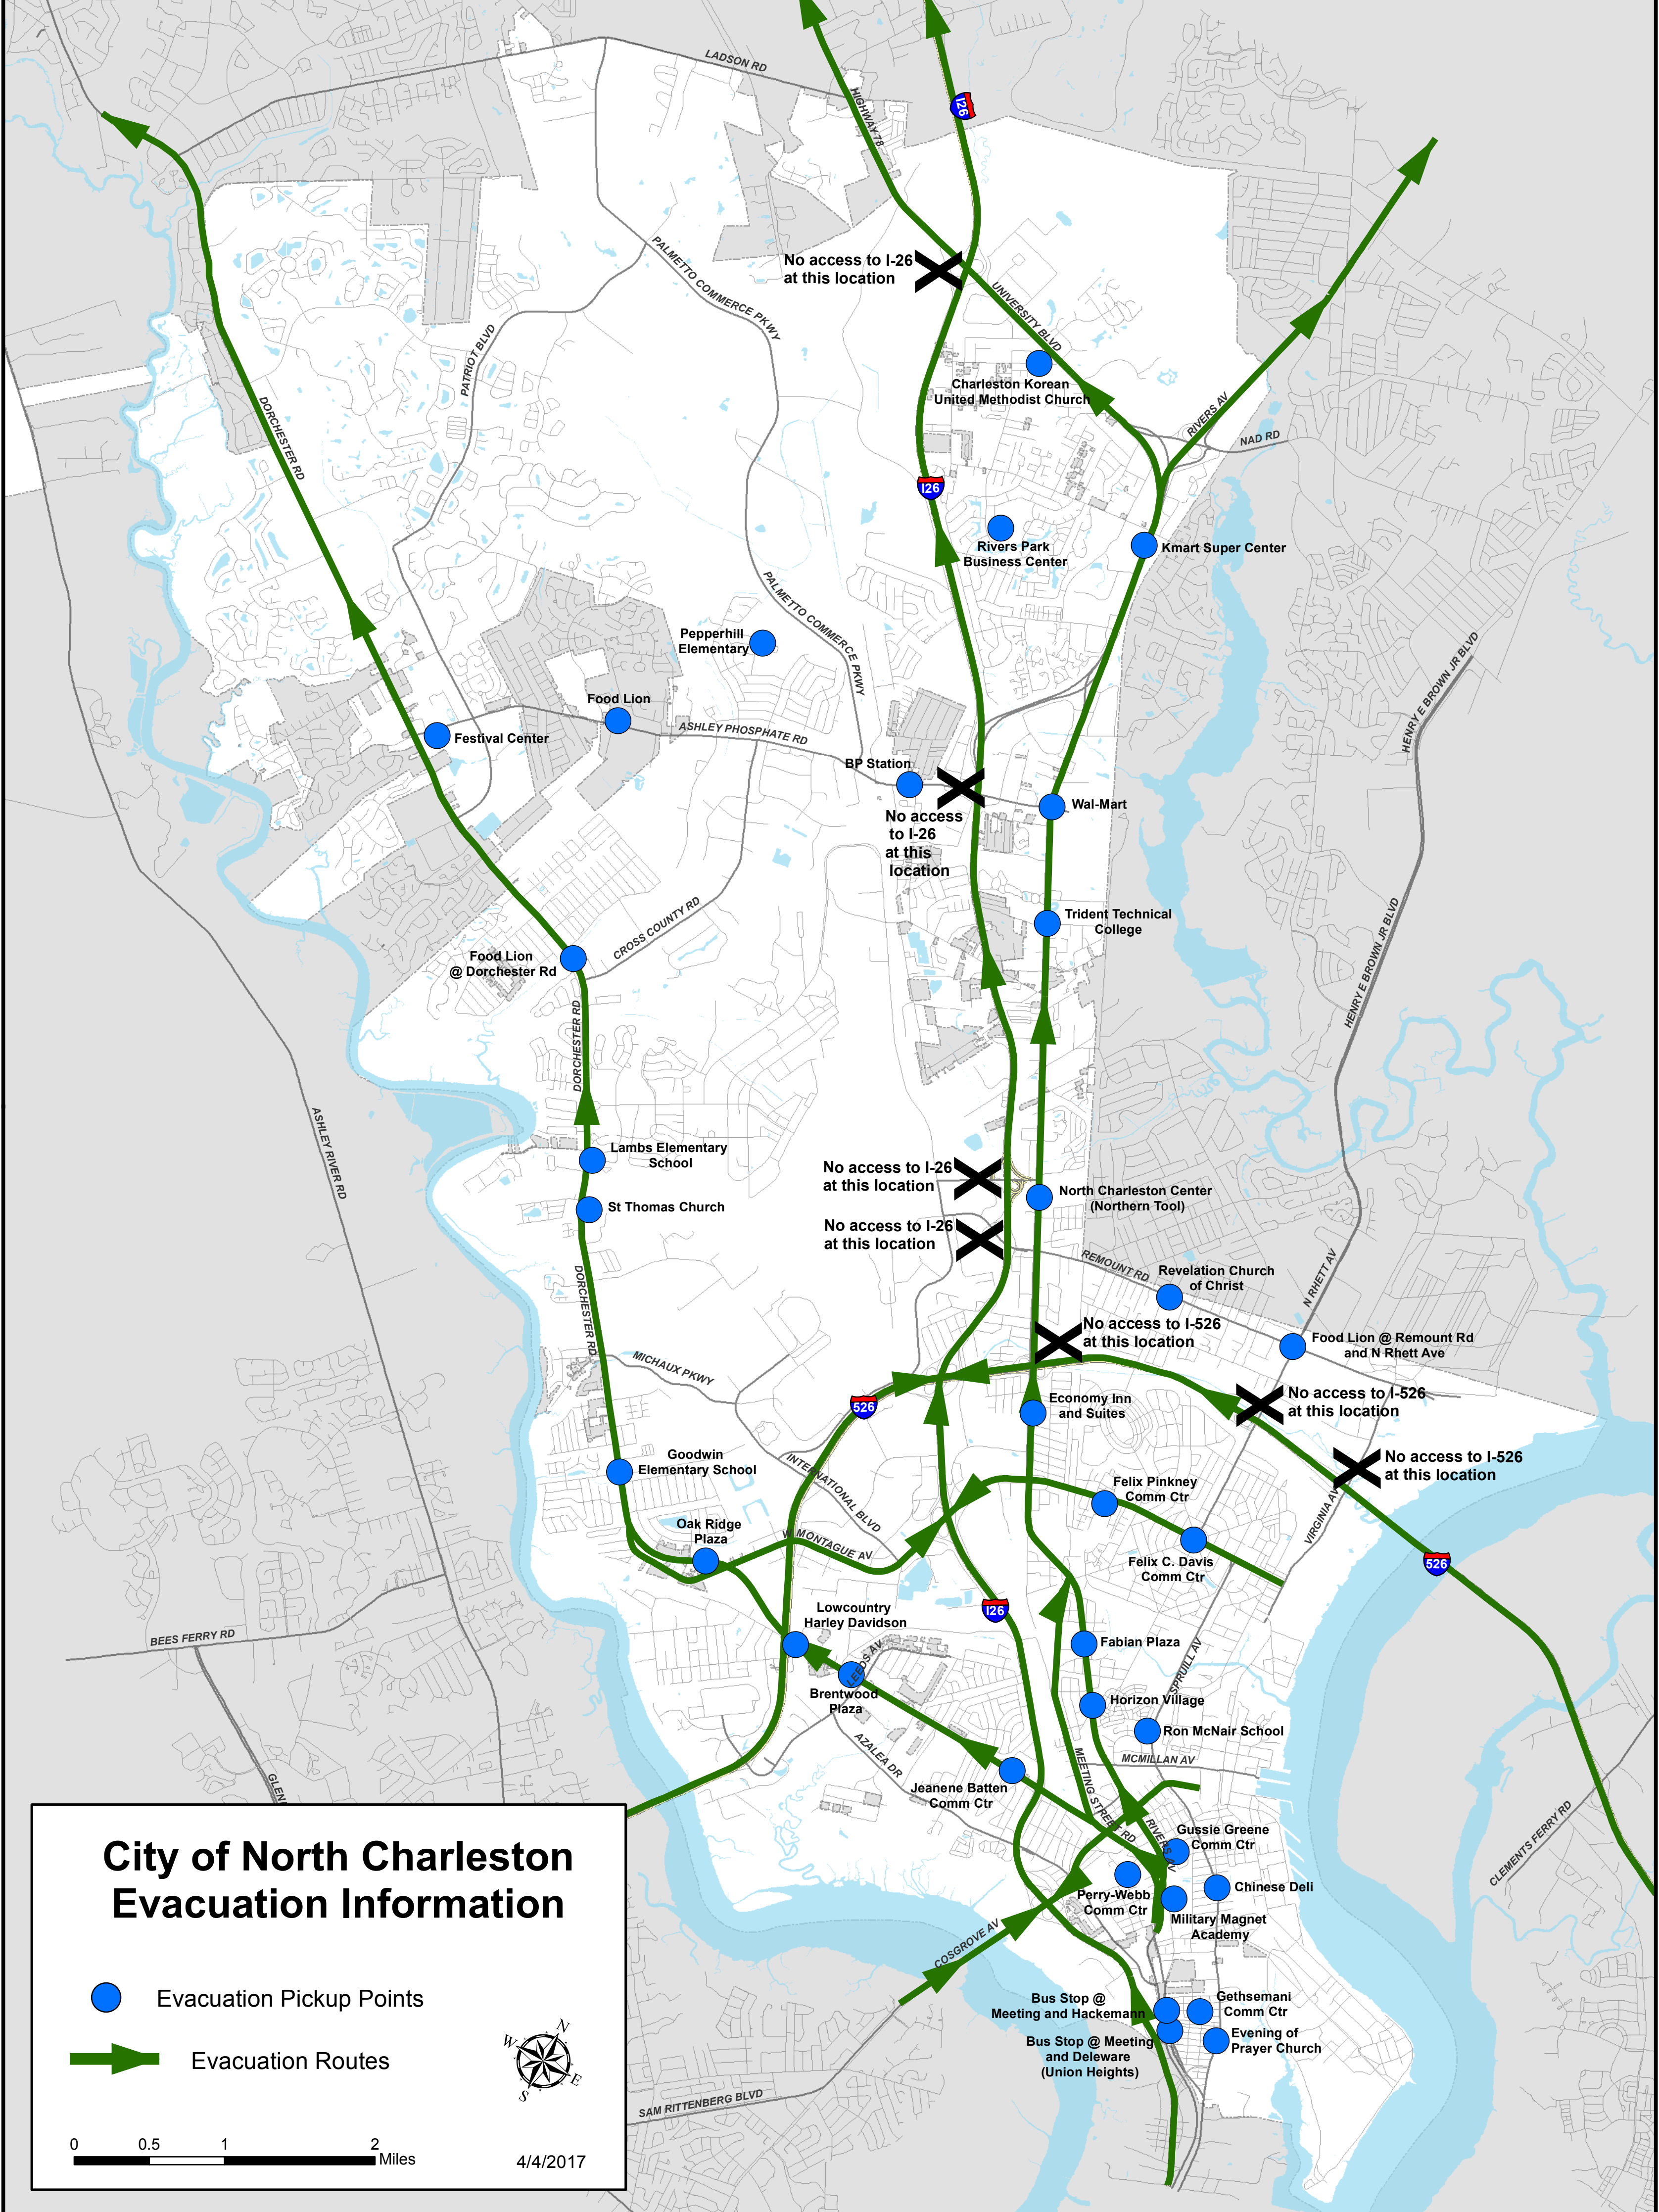 LADSON RD
HIGHWAY 78
I26
No access to I-26
at this location
PALMETTO COMMERCE PKWY
UNIVERSITY BLVD
PATRIOT BLVD
Charleston Korean
United Methodist Church
DORCHESTER RD
RIVERS AV
NAD RD
I26
Rivers Park
Business Center
Kmart Super Center
PALMETTO COMMERCE PKWY
Pepperhill
Elementary
HENRY E BROWN JR BLVD
Food Lion
Festival Center
ASHLEY PHOSPHATE RD
BP Station
No access
to I-26
at this
location
Wal-Mart
Trident Technical
College
CROSS COUNTY RD
Food Lion
@ Dorchester Rd
HENRY E BROWN JR BLVD
DORCHESTER RD
ASHLEY RIVER RD
Lambs Elementary
School
St Thomas Church
No access to I-26
at this location
North Charleston Center
(Northern Tool)
No access to I-26
at this location
REMOUNT RD
Revelation Church
of Christ
N RHETT AV
DORCHESTER RD
No access to I-526
at this location
Food Lion @ Remount Rd
and N Rhett Ave
MICHAUX PKWY
526
Economy Inn
and Suites
No access to I-526
at this location
Goodwin
Elementary School
INTERNATIONAL BLVD
No access to I-526
at this location
Felix Pinkney
Comm Ctr
VIRGINIA AV
Oak Ridge
Plaza
W MONTAGUE AV
Felix C. Davis
Comm Ctr
526
I26
Lowcountry
Harley Davidson
BEES FERRY RD
Fabian Plaza
LEEDS AV
Brentwood
Plaza
SPRUILL AV
Horizon Village
Ron McNair School
AZALEA DR
MEETING STREET RD
MCMILLAN AV
GLENN
Jeanene Batten
Comm Ctr
RIVERS AV
Gussie Greene
Comm Ctr
CLEMENTS FERRY RD
Perry-Webb
Comm Ctr
Chinese Deli
Military Magnet
Academy
COSGROVE AV
Bus Stop @
Meeting and Hackemann
Gethsemani
Comm Ctr
Bus Stop @ Meeting
and Deleware
(Union Heights)
Evening of
Prayer Church
SAM RITTENBERG BLVD
City of North Charleston
Evacuation Information
Evacuation Pickup Points
Evacuation Routes
N
W
E
S
0 0.5 1 2
Miles
4/4/2017